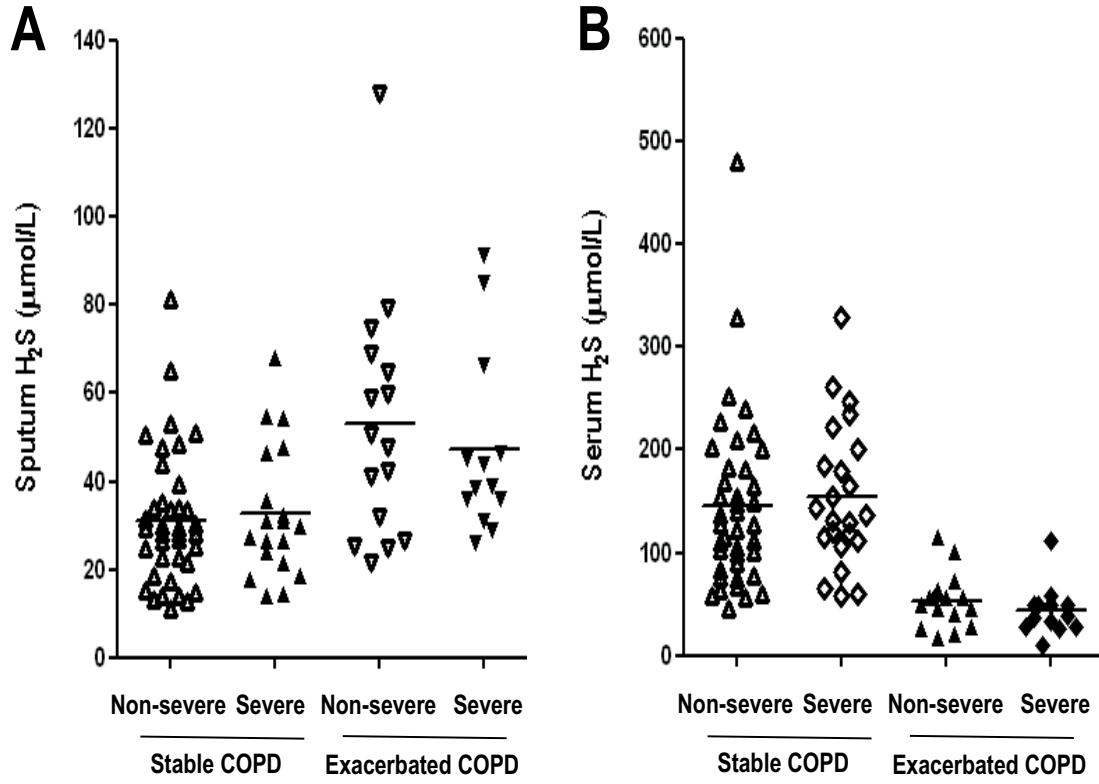 A
Sputum H₂S (μmol/L)
140
120
100
80
60
40
20
0
Non-severe Severe Non-severe Severe
Stable COPD Exacerbated COPD
B
Serum H₂S (μmol/L)
600
500
400
300
200
100
0
Non-severe Severe Non-severe Severe
Stable COPD Exacerbated COPD